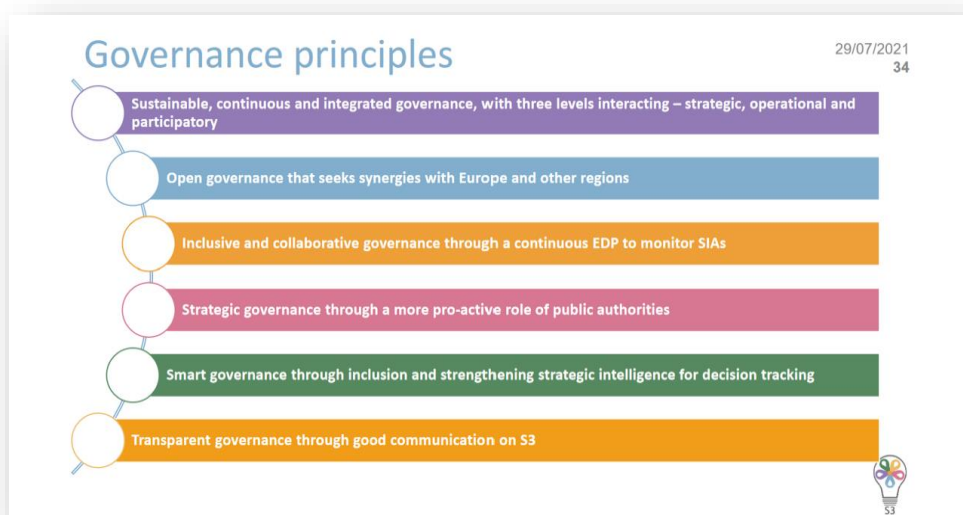 Governance principles
29/07/2021
34
Sustainable, continuous and integrated governance, with three levels interacting – strategic, operational and
participatory
Open governance that seeks synergies with Europe and other regions
Inclusive and collaborative governance through a continuous EDP to monitor SIAs
Strategic governance through a more pro-active role of public authorities
Smart governance through inclusion and strengthening strategic intelligence for decision tracking
Transparent governance through good communication on S3
S3